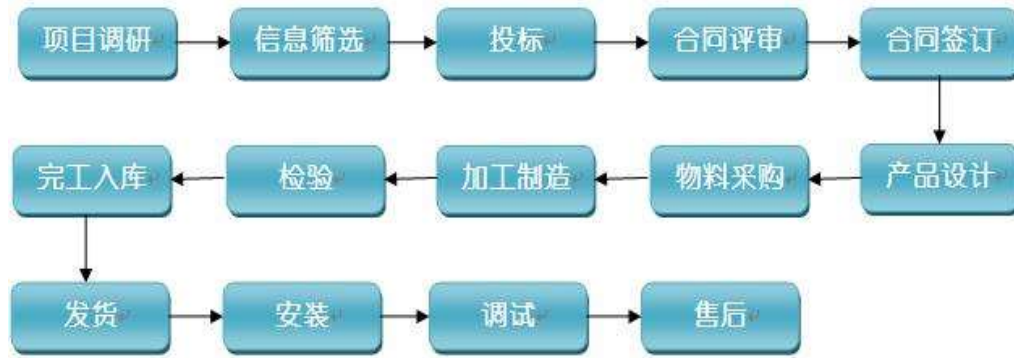 项目调研 信息筛选 投标 合同评审 合同签订
完工入库 检验 加工制造 物料采购 产品设计
发货 安装 调试 售后